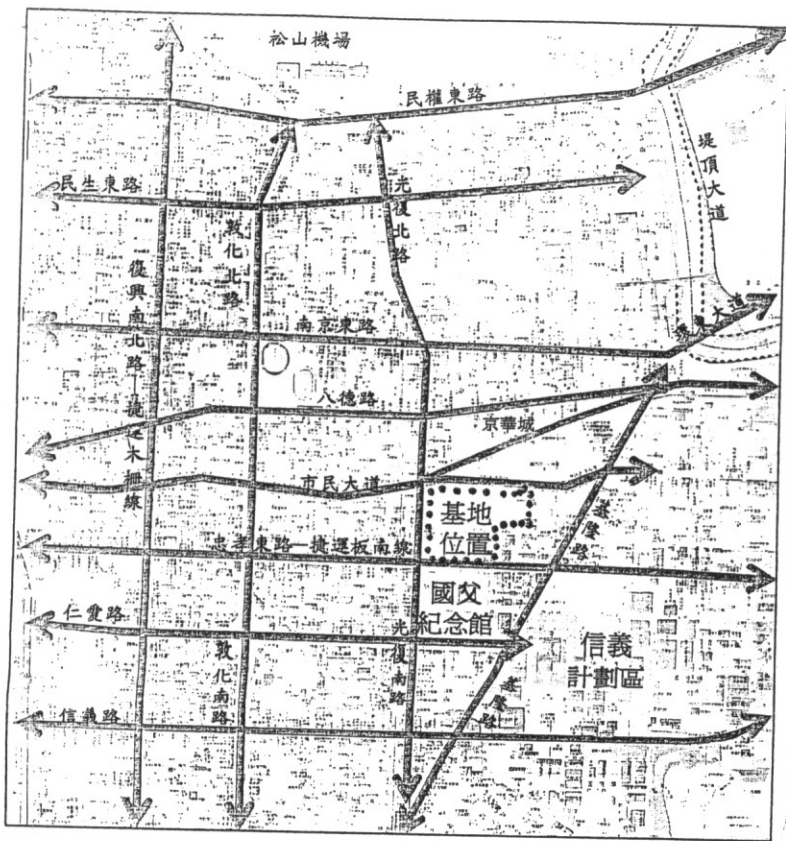 松山機場
民權東路
堤頂大道
民生東路
敦化北路
光復北路
復興南北路—捷運木柵線
南京東路
麥帥大道
八德路
京華城
市民大道
基地
位置
基隆路
忠孝東路—捷運板南線
國父
紀念館
仁愛路
光復南路
敦化南路
信義
計劃區
基隆路
信義路